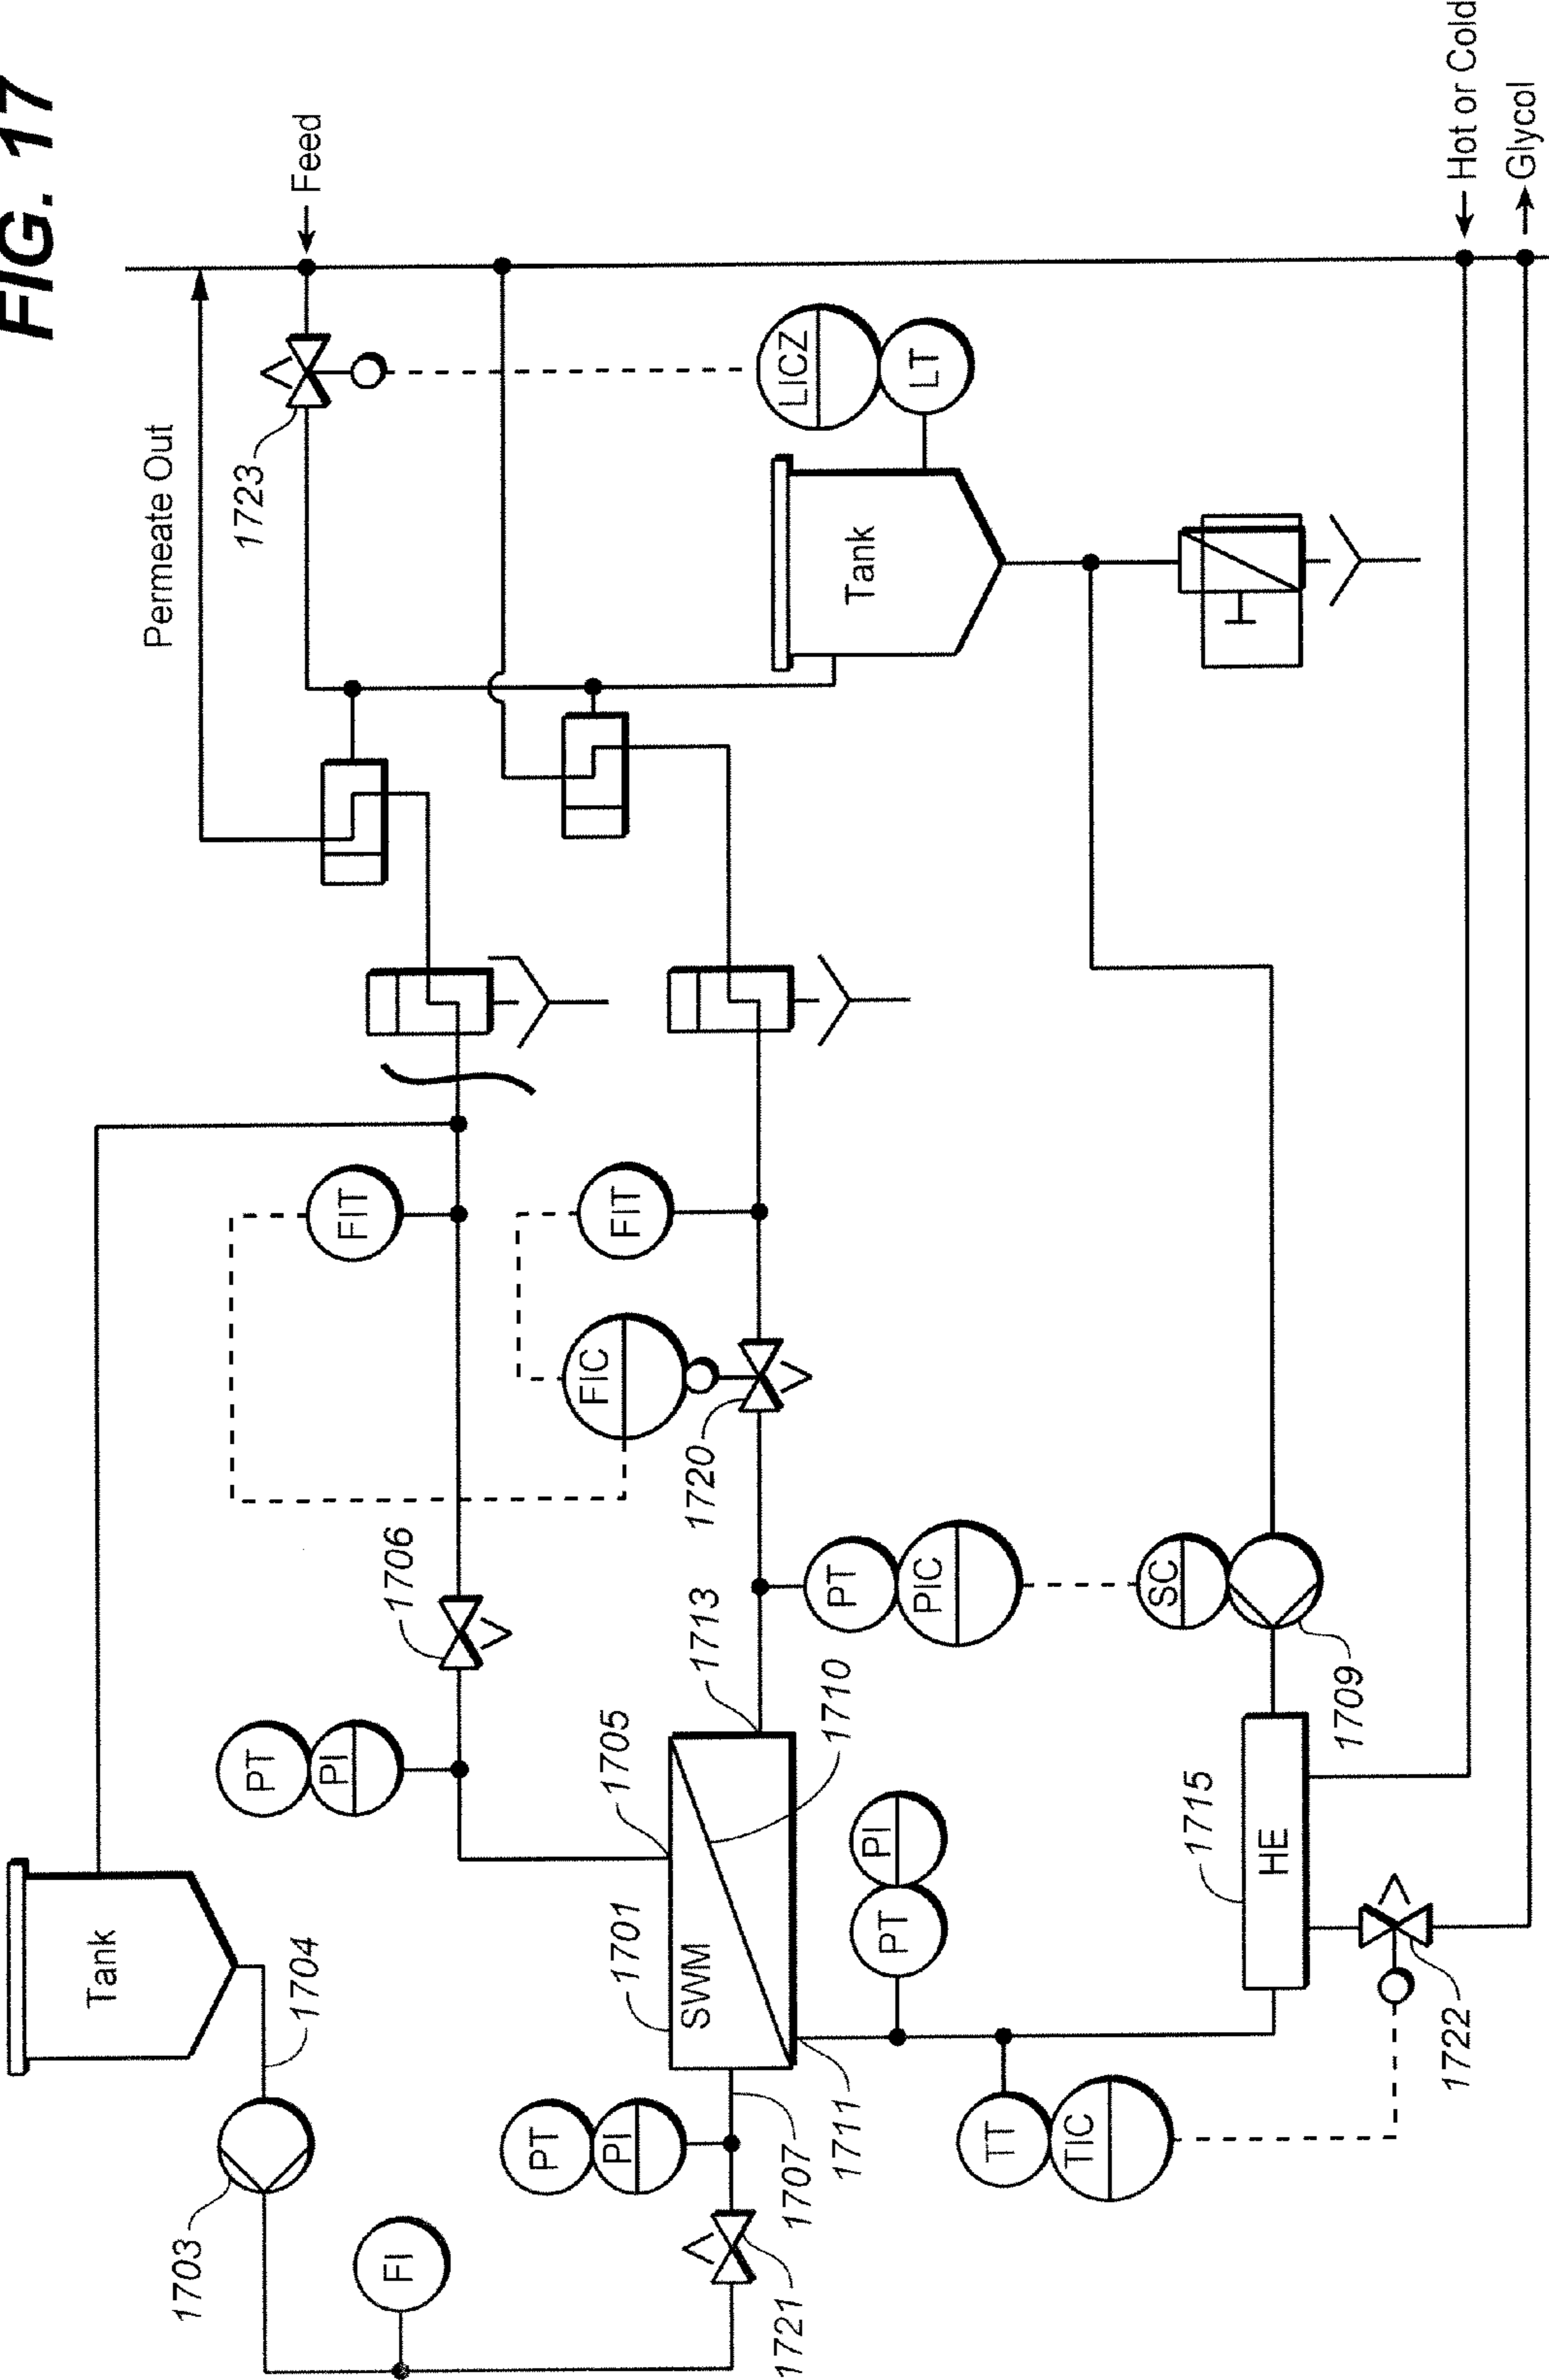 FIG. 17
Permeate Out
Feed
1723
LICZ
LT
Tank
Hot or Cold
Glycol
FIT
FIT
FIC
1720
1706
PT
PI
1705
1713
1710
PT
PIC
SC
1709
Tank
1704
1703
FI
1701
SWM
PT
PI
1715
HE
PT
PI
1707
1711
1721
TT
TIC
1722